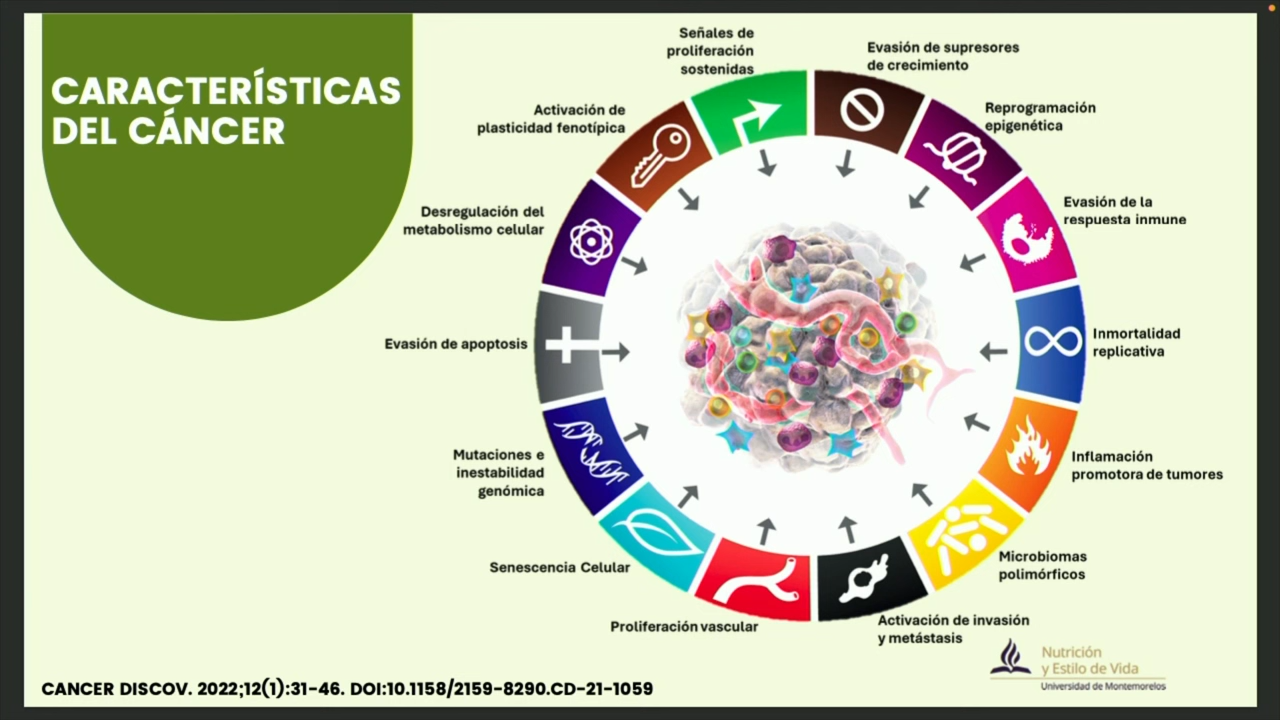 CARACTERÍSTICAS
DEL CÁNCER
Señales de
proliferación
sostenidas
Evasión de supresores
de crecimiento
Reprogramación
epigenética
Evasión de la
respuesta inmune
Inmortalidad
replicativa
Inflamación
promotora de tumores
Microbiomas
polimórficos
Activación de invasión
y metástasis
Proliferación vascular
Senescencia Celular
Mutaciones e
inestabilidad
genómica
Evasión de apoptosis
Desregulación del
metabolismo celular
Activación de
plasticidad fenotípica
CANCER DISCOV. 2022;12(1):31-46. DOI:10.1158/2159-8290.CD-21-1059
Nutrición
y Estilo de Vida
Universidad de Montemorelos